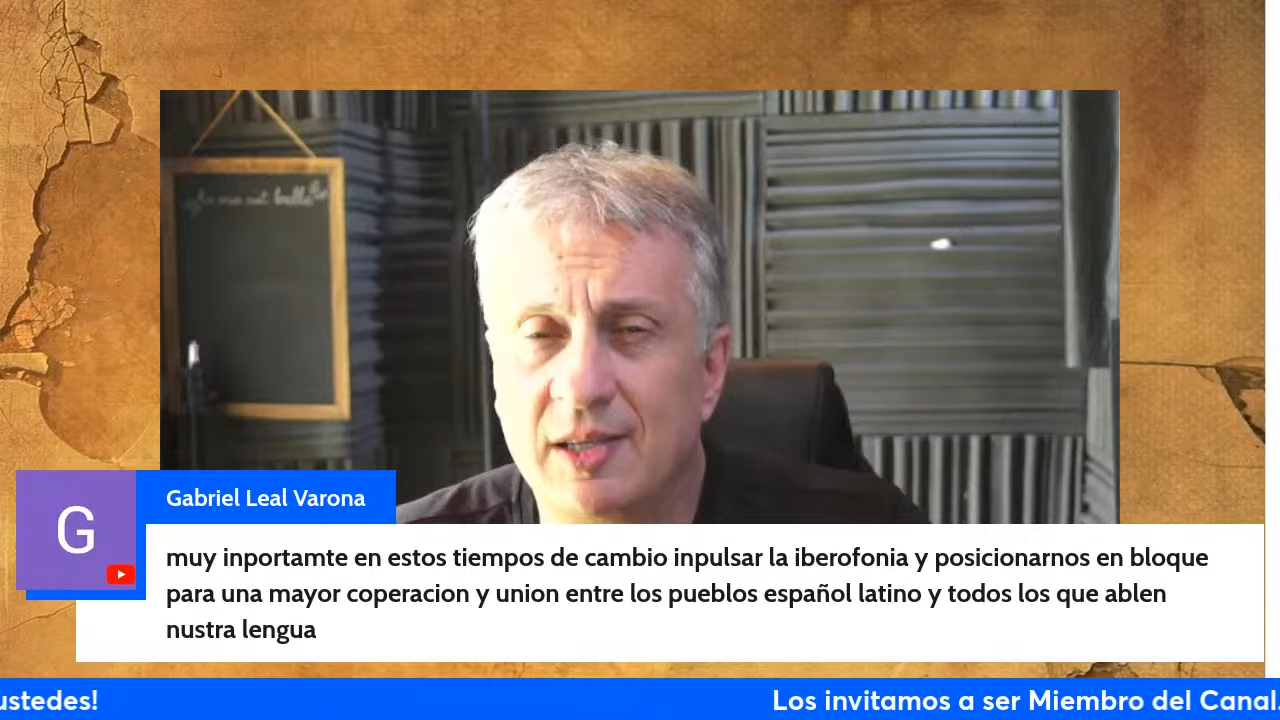 G
Gabriel Leal Varona
muy inportamte en estos tiempos de cambio inpulsar la iberofonia y posicionarnos en bloque
para una mayor coperacion y union entre los pueblos español latino y todos los que ablen
nustra lengua
ustedes!
Los invitamos a ser Miembro del Canal.